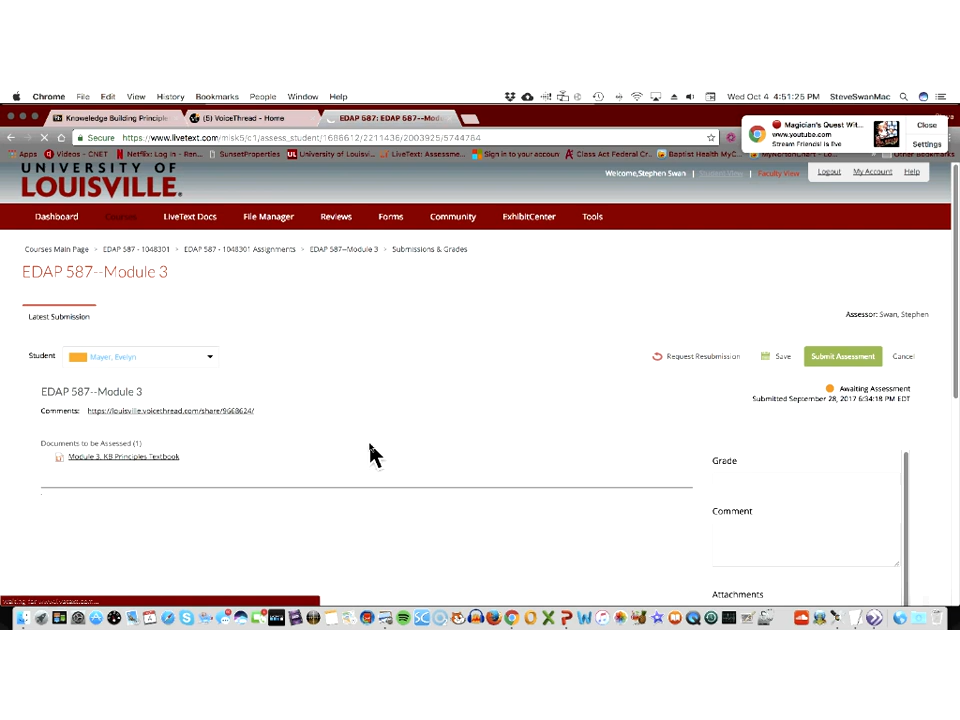 Chrome File Edit View History Bookmarks People Window Help Wed Oct 4 4:51:25 PM SteveSwanMac
Knowledge Building Principle (5) VoiceThread - Home EDAP 587: EDAP 587--Modu
Secure https://www.livetext.com/misk5/c1/assess_student/1686612/2211436/2003925/5744764
Magician's Quest Wit... Close
www.youtube.com
Stream Friends! is live Settings
Apps Videos - CNET Netflix: Log in - Ren... SunsetProperties University of Louisvi... LiveText: Assessme... Sign in to your account Class Act Federal Cr... Baptist Health MyC... Other Bookmarks
UNIVERSITY OF
LOUISVILLE.
Welcome, Stephen Swan | Student View | Faculty View | Logout My Account Help
Dashboard Courses LiveText Docs File Manager Reviews Forms Community ExhibitCenter Tools
Courses Main Page > EDAP 587 - 1048301 > EDAP 587 - 1048301 Assignments > EDAP 587--Module 3 > Submissions & Grades
EDAP 587--Module 3
Latest Submission
Assessor: Swan, Stephen
Student Mayer, Evelyn
Request Resubmission Save Submit Assessment Cancel
EDAP 587--Module 3
Awaiting Assessment
Submitted September 28, 2017 6:34:18 PM EDT
Comments: https://louisville.voicethread.com/share/9668624/
Documents to be Assessed (1)
Module 3, KB Principles Textbook
Grade
Comment
Attachments
Waiting for www.livetext.com...